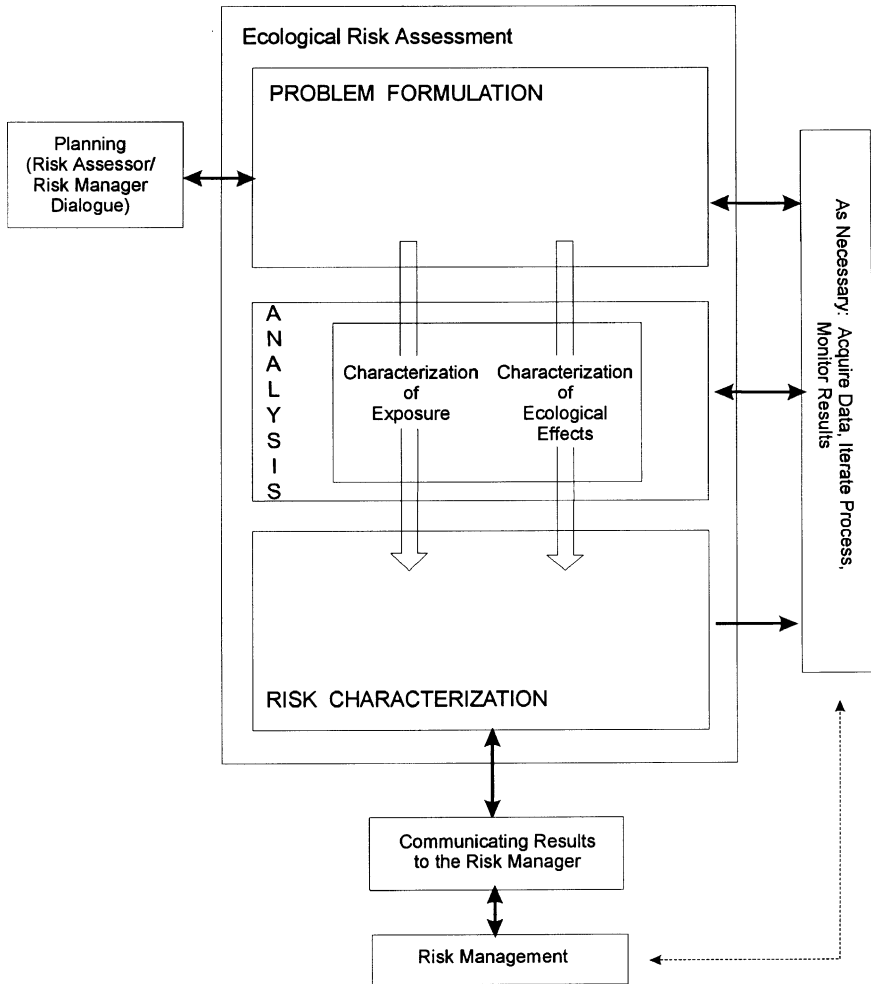 Ecological Risk Assessment
PROBLEM FORMULATION
Planning
(Risk Assessor/
Risk Manager
Dialogue)
As Necessary: Acquire Data, Iterate Process,
Monitor Results
ANALYSIS
Characterization
of
Exposure
Characterization
of
Ecological
Effects
RISK CHARACTERIZATION
Communicating Results
to the Risk Manager
Risk Management